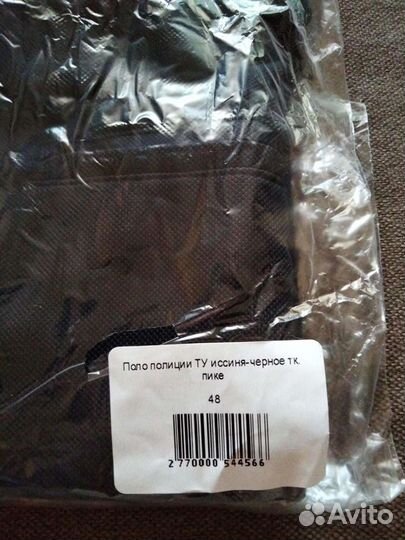 Поло полиции ТУ иссиня-черное тк.
пике
48
2 770000 544566
Avito